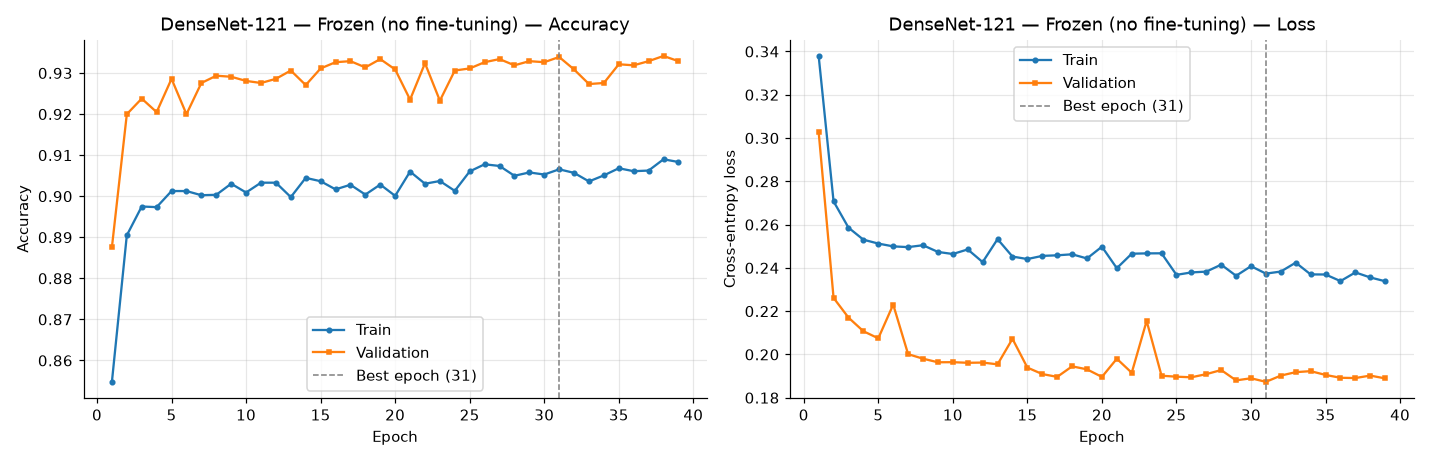 DenseNet-121 — Frozen (no fine-tuning) — Accuracy
Accuracy
0.93
0.92
0.91
0.90
0.89
0.88
0.87
0.86
Train
Validation
Best epoch (31)
0 5 10 15 20 25 30 35 40
Epoch
DenseNet-121 — Frozen (no fine-tuning) — Loss
Cross-entropy loss
0.34
0.32
0.30
0.28
0.26
0.24
0.22
0.20
0.18
Train
Validation
Best epoch (31)
0 5 10 15 20 25 30 35 40
Epoch